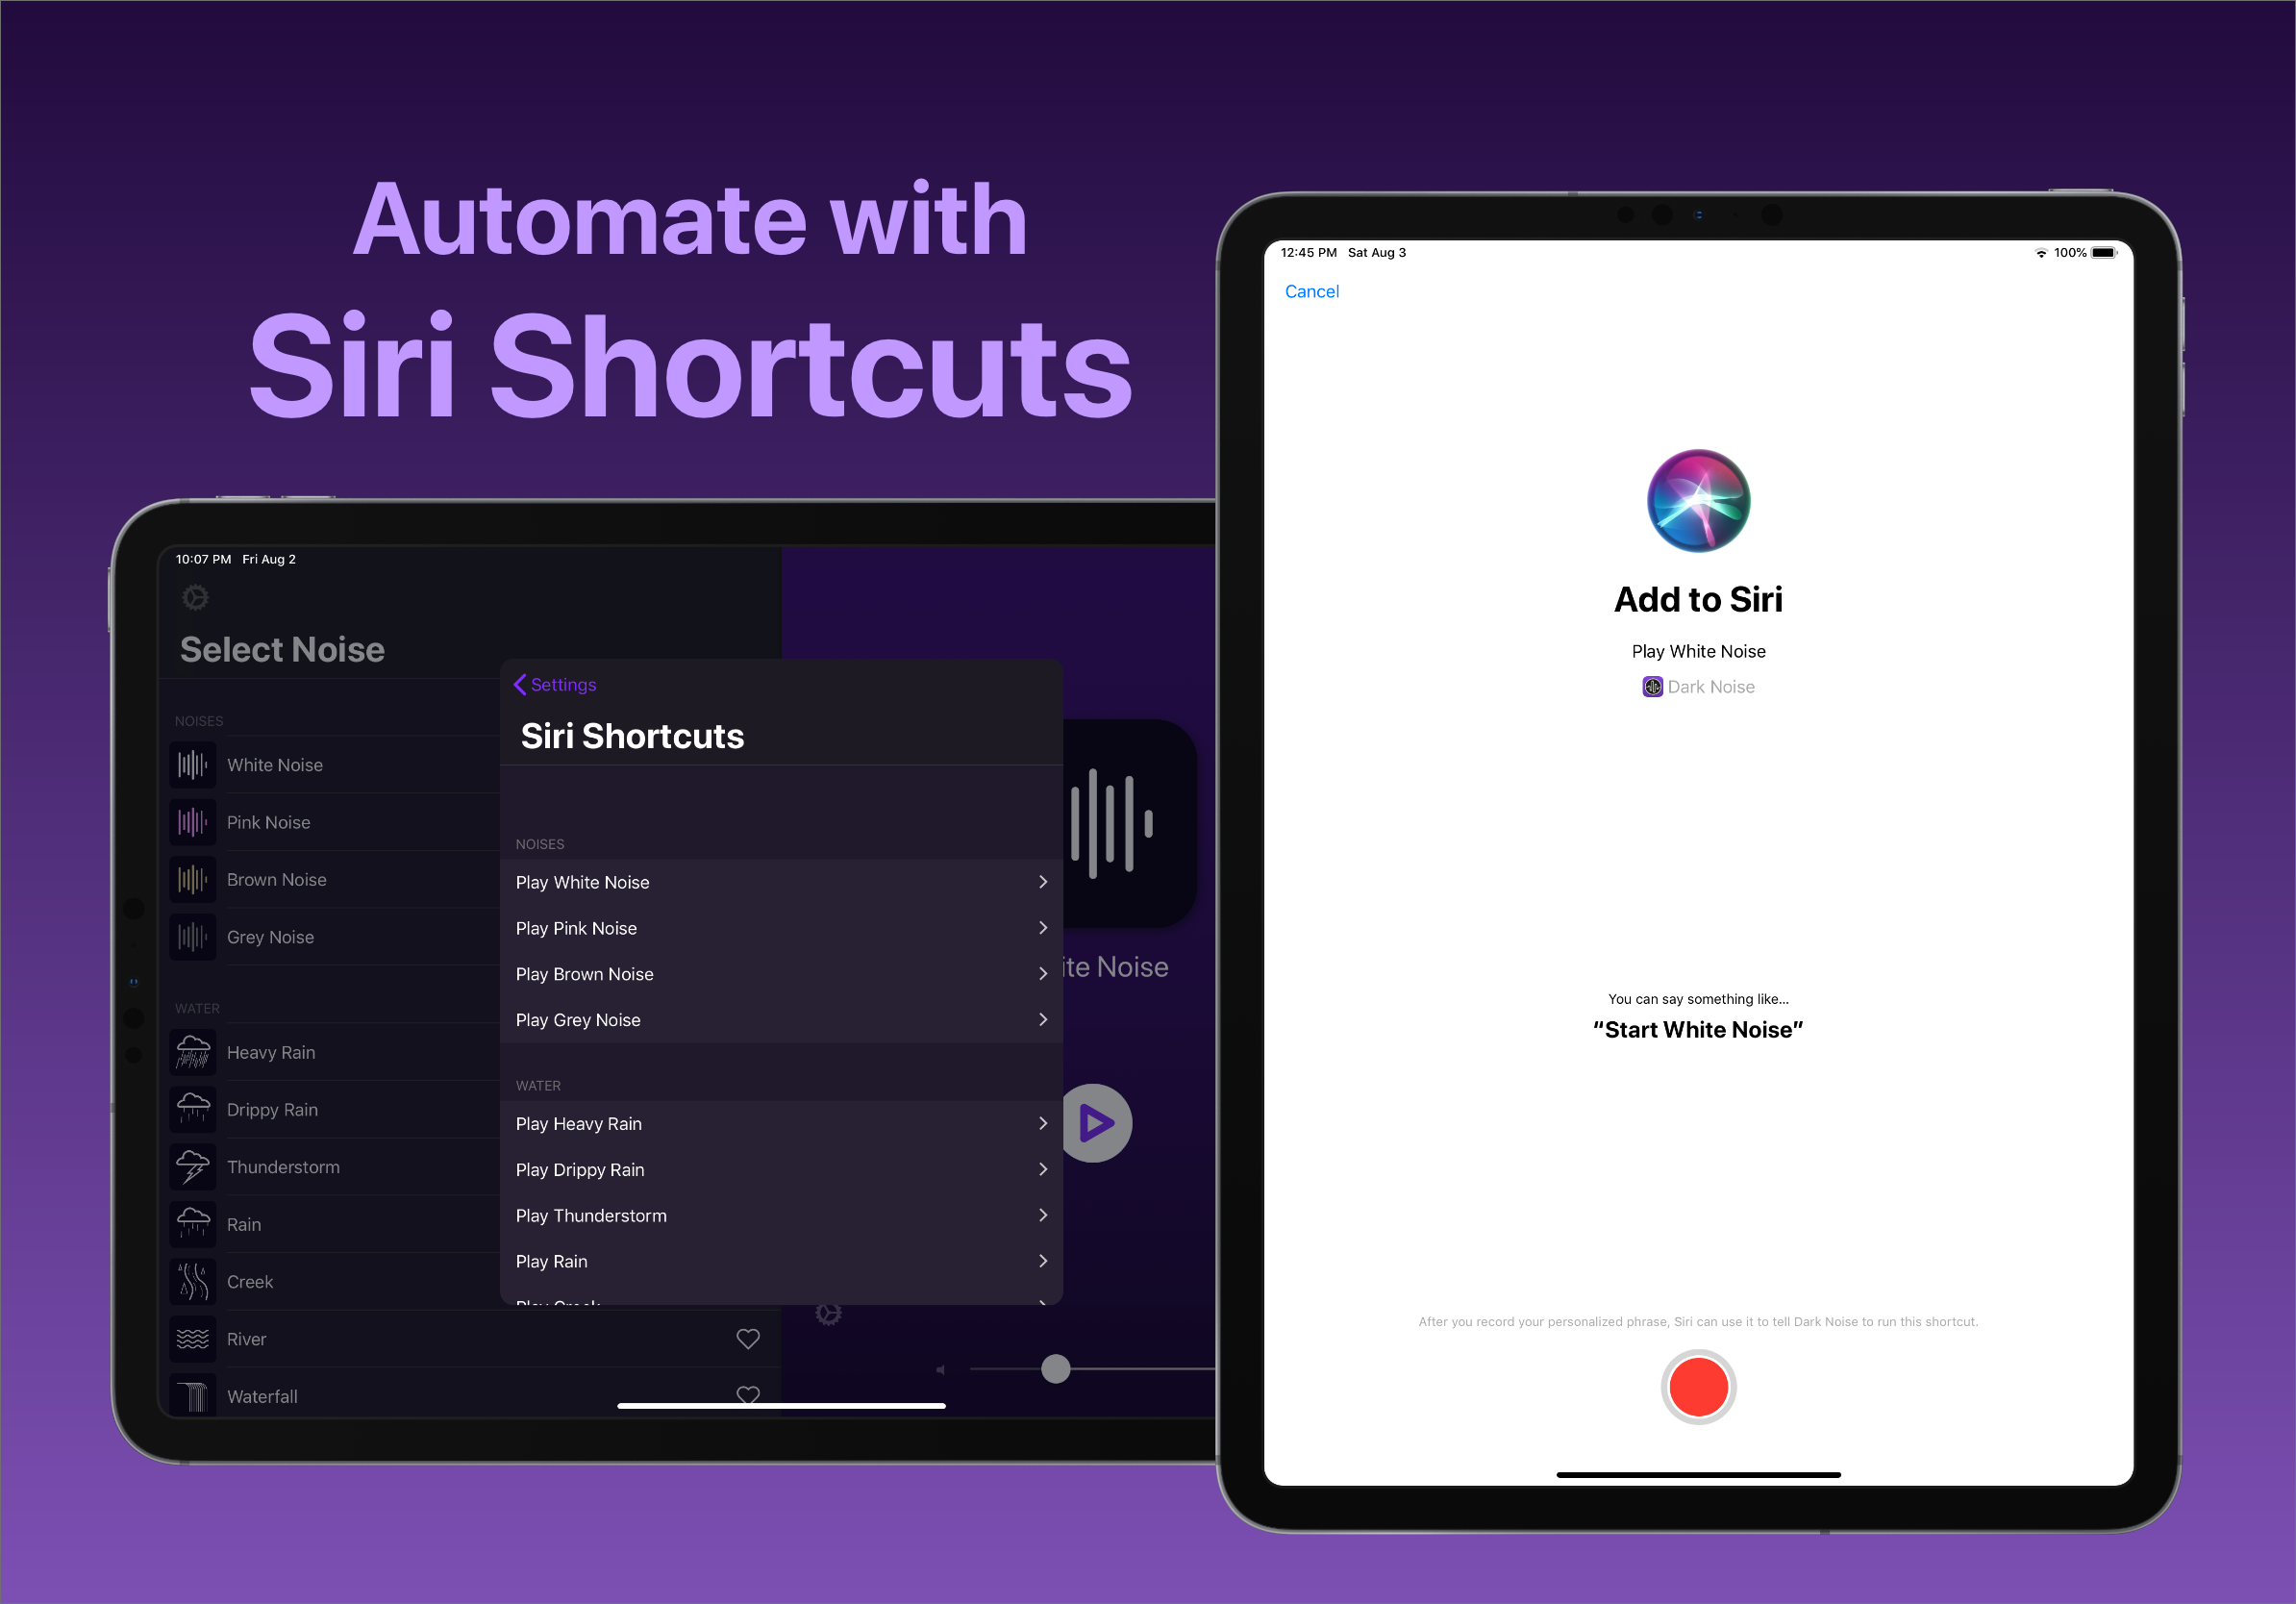 Automate with
Siri Shortcuts
10:07 PM Fri Aug 2
Select Noise
NOISES
White Noise
Pink Noise
Brown Noise
Grey Noise
WATER
Heavy Rain
Drippy Rain
Thunderstorm
Rain
Creek
River
Waterfall
Settings
Siri Shortcuts
NOISES
Play White Noise
Play Pink Noise
Play Brown Noise
Play Grey Noise
WATER
Play Heavy Rain
Play Drippy Rain
Play Thunderstorm
Play Rain
Play Creek
ite Noise
12:45 PM Sat Aug 3
100%
Cancel
Add to Siri
Play White Noise
Dark Noise
You can say something like...
“Start White Noise”
After you record your personalized phrase, Siri can use it to tell Dark Noise to run this shortcut.